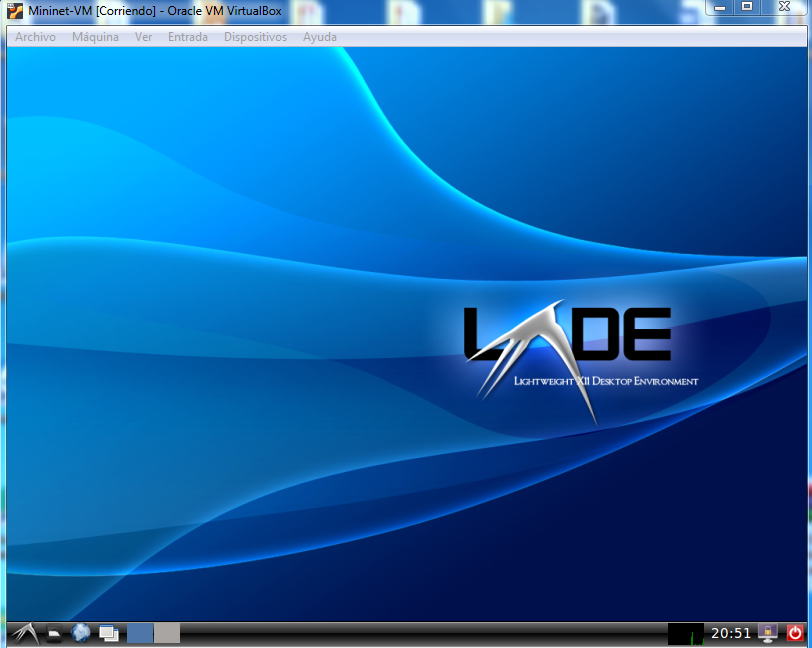 Mininet-VM [Corriendo] - Oracle VM VirtualBox
Archivo Máquina Ver Entrada Dispositivos Ayuda
LXDE
Lightweight X11 Desktop Environment
20:51